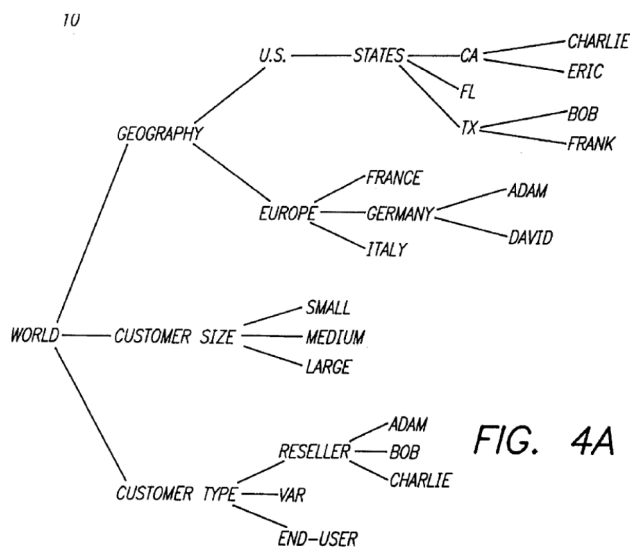 10
CHARLIE
U.S. STATES CA
ERIC
FL
BOB
TX
GEOGRAPHY
FRANK
FRANCE
ADAM
EUROPE GERMANY
DAVID
ITALY
SMALL
WORLD CUSTOMER SIZE MEDIUM
LARGE
ADAM
RESELLER BOB
FIG. 4A
CHARLIE
CUSTOMER TYPE VAR
END-USER